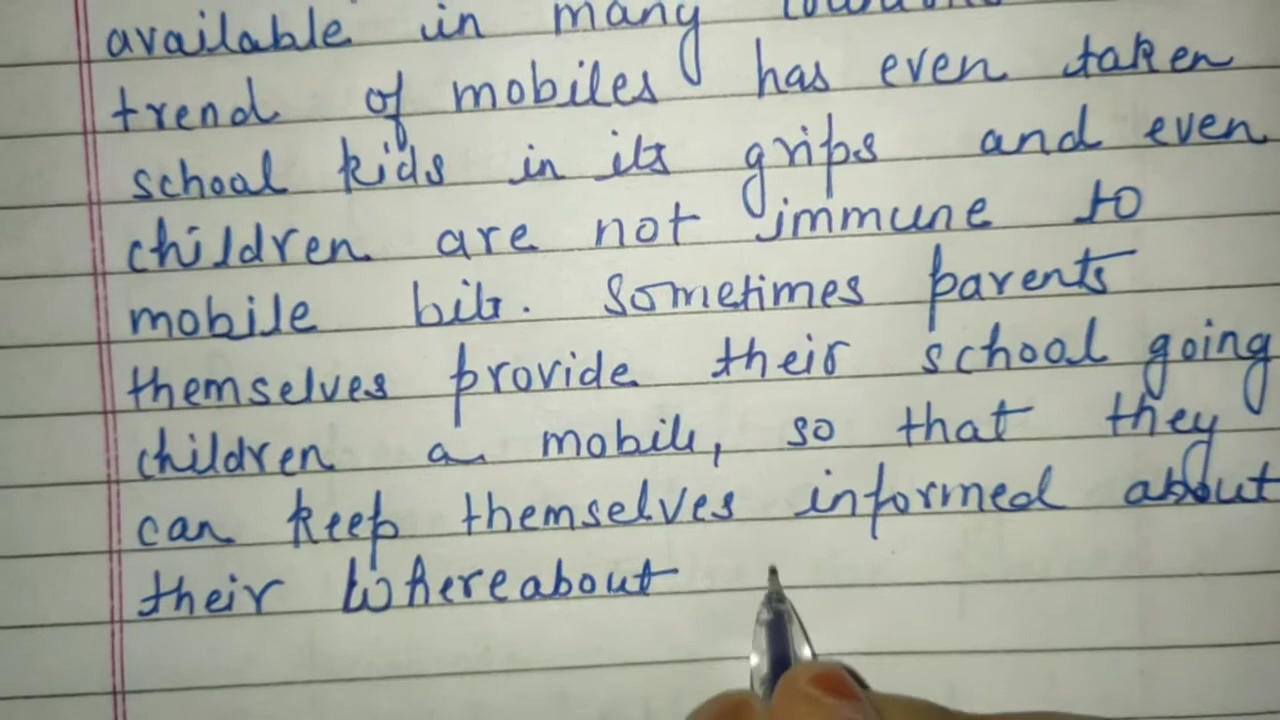 available in many
trend of mobiles has even taken
school kids in its grips and even
children are not immune to
mobile bite. Sometimes parents
themselves provide their school going
children a mobile, so that they
can keep themselves informed about
their whereabout